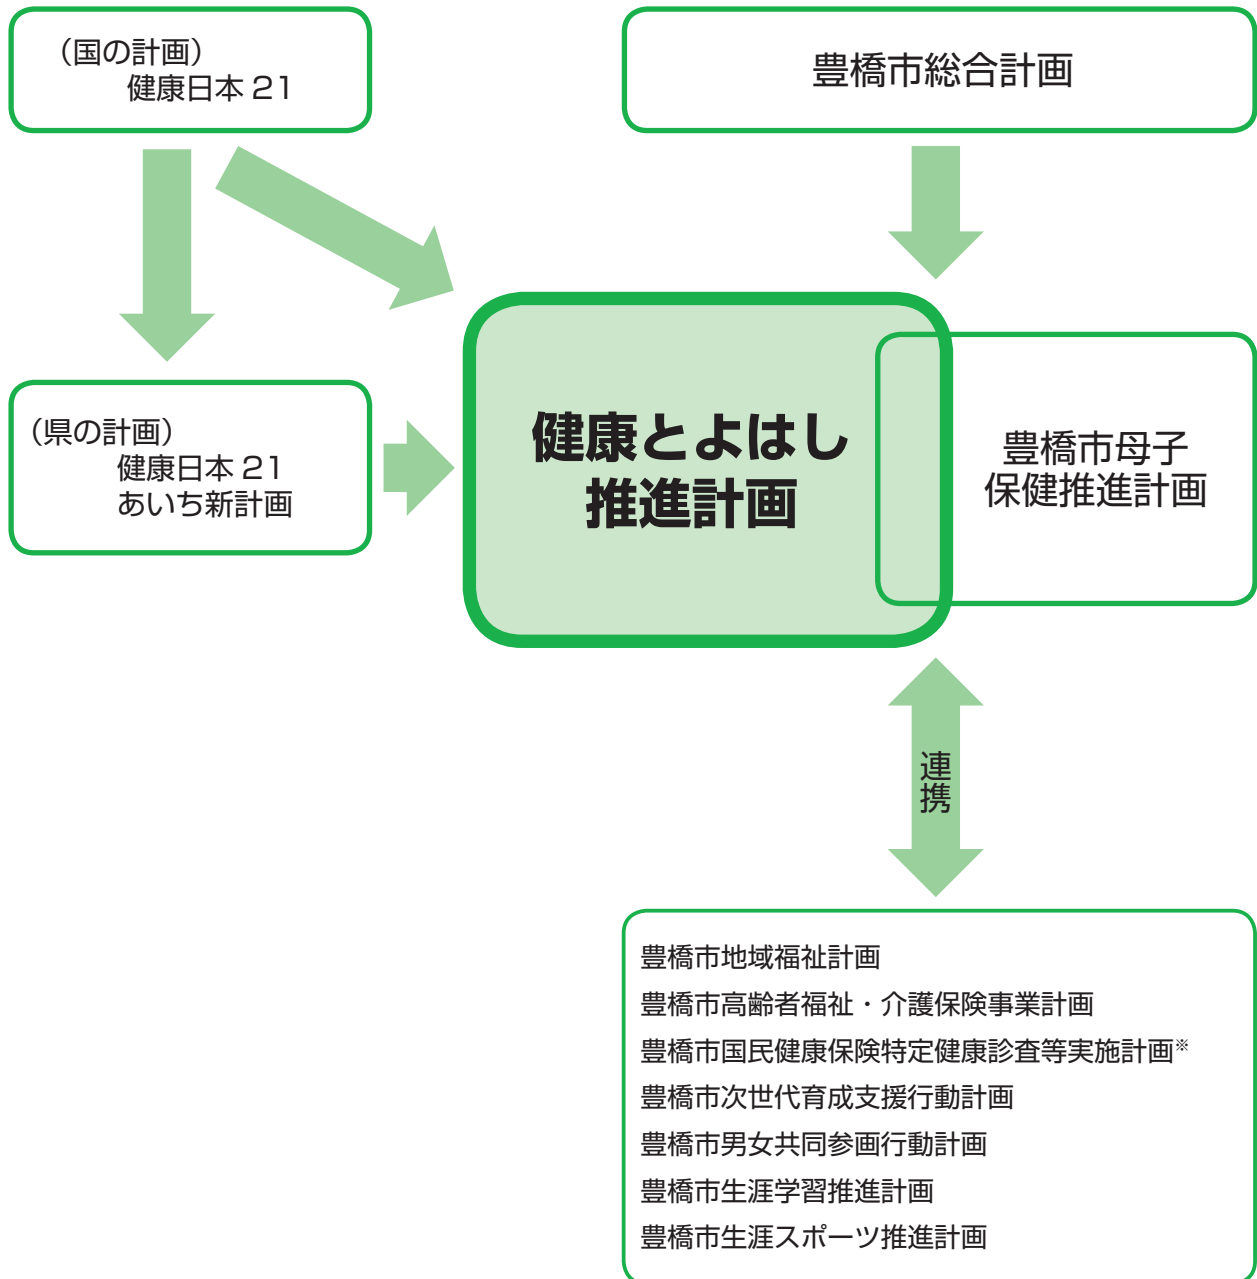 （国の計画）
健康日本 21
豊橋市総合計画
（県の計画）
健康日本 21
あいち新計画
健康とよはし
推進計画
豊橋市母子
保健推進計画
連携
豊橋市地域福祉計画
豊橋市高齢者福祉・介護保険事業計画
豊橋市国民健康保険特定健康診査等実施計画※
豊橋市次世代育成支援行動計画
豊橋市男女共同参画行動計画
豊橋市生涯学習推進計画
豊橋市生涯スポーツ推進計画